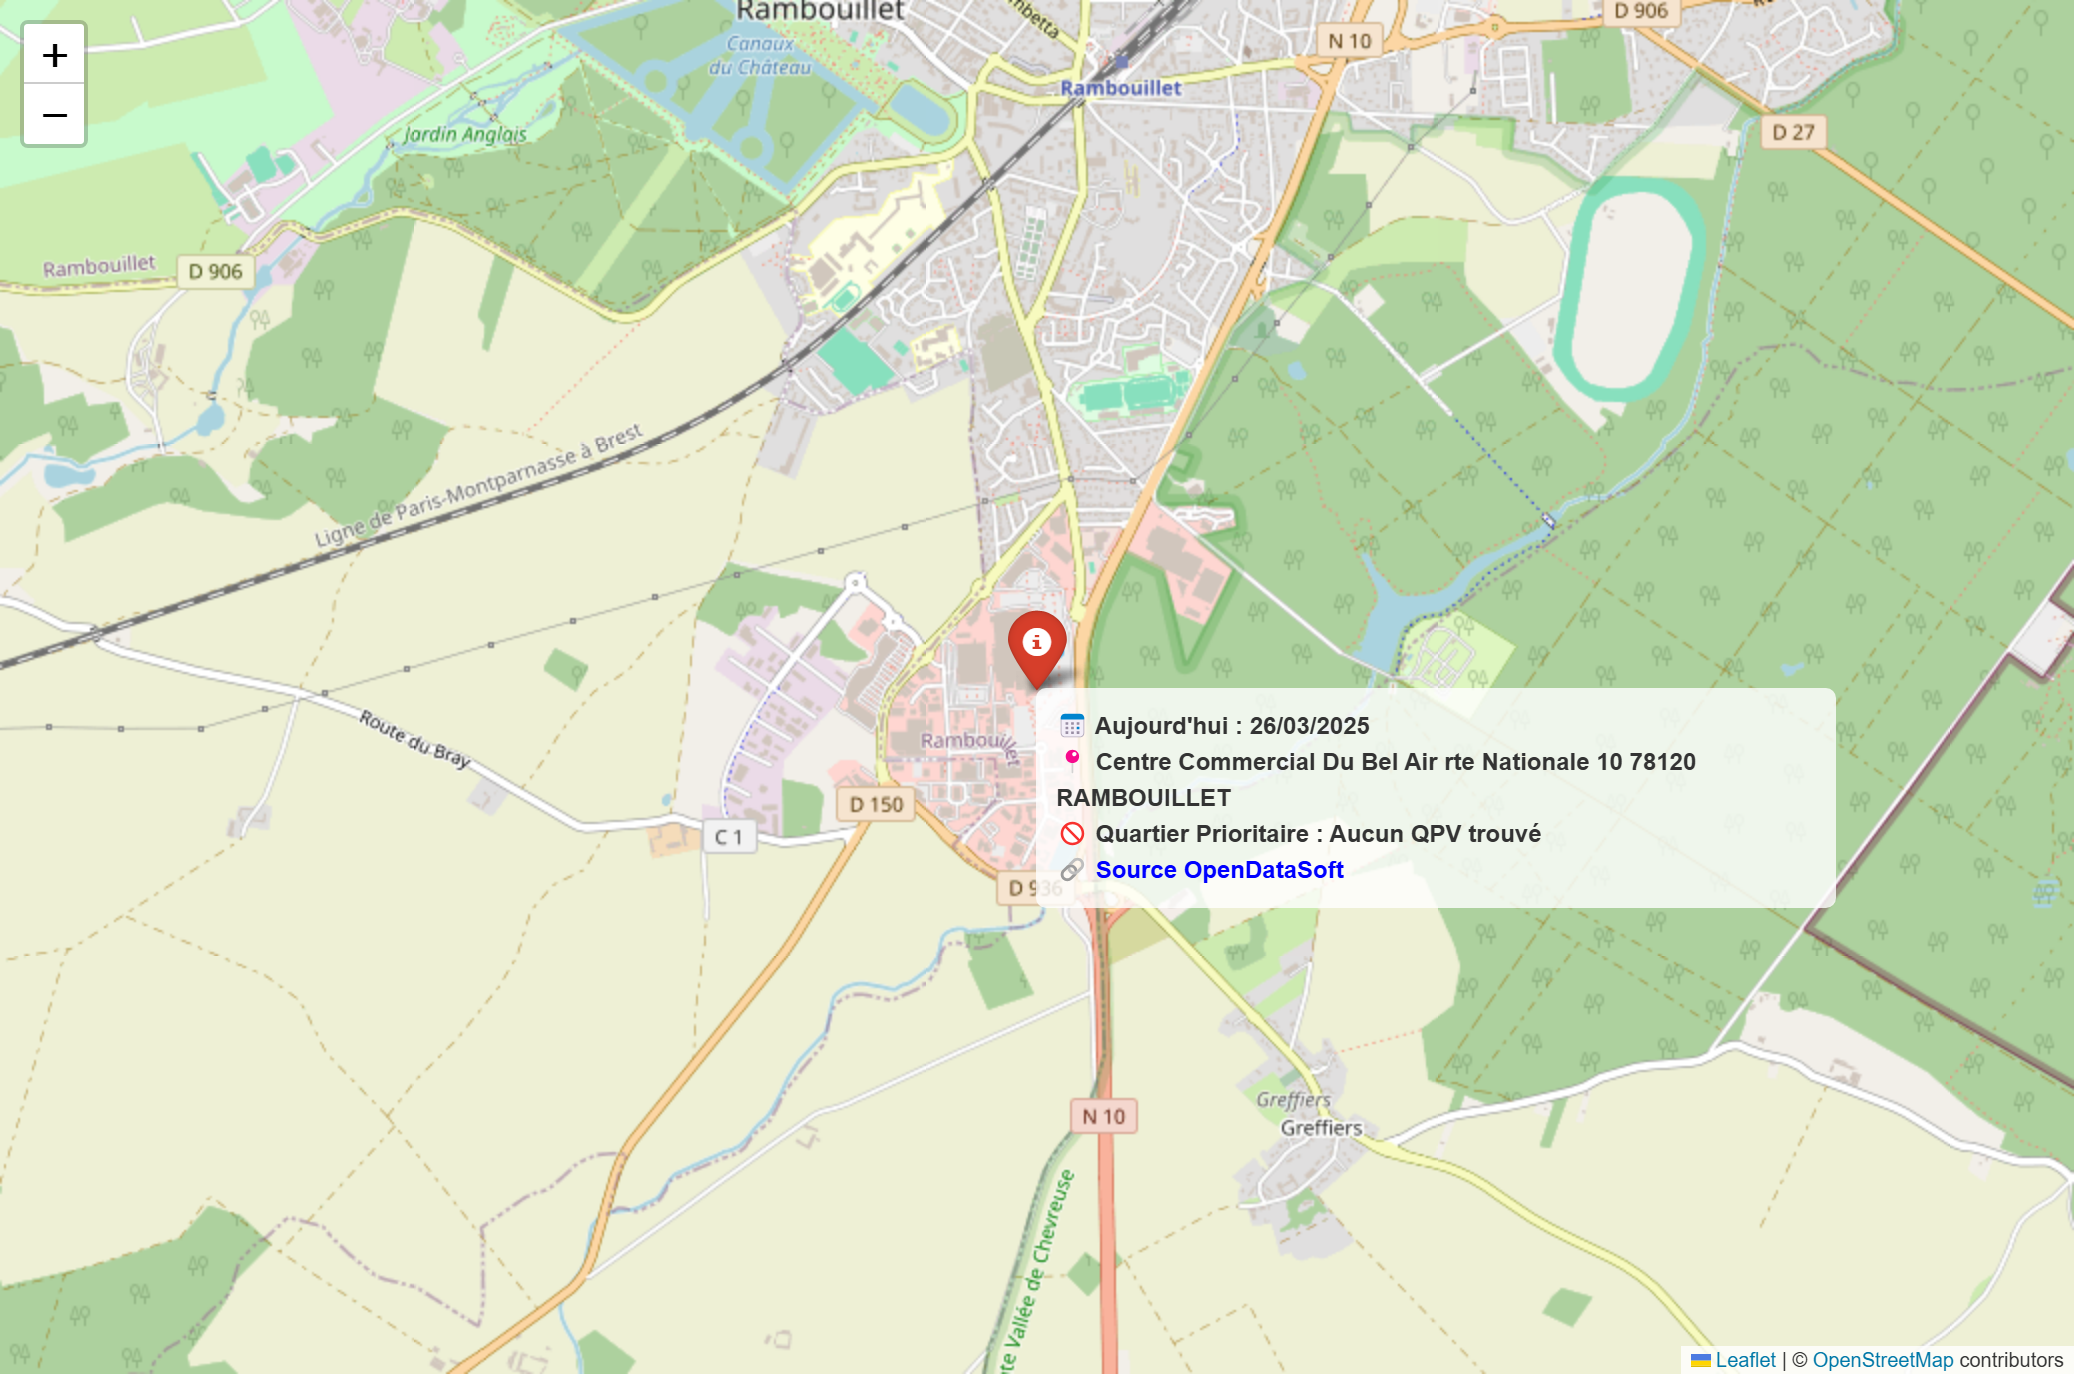 Rambouillet
mbetta
N 10
D 906
+
−
Canaux
du Château
Rambouillet
Jardin Anglais
D 27
Rambouillet
D 906
Ligne de Paris-Montparnasse à Brest
Route du Bray
Rambouillet
Aujourd'hui : 26/03/2025
Centre Commercial Du Bel Air rte Nationale 10 78120
RAMBOUILLET
Quartier Prioritaire : Aucun QPV trouvé
Source OpenDataSoft
D 150
C 1
D 936
N 10
Greffiers
Greffiers
te Vallée de Chevreuse
Leaflet | © OpenStreetMap contributors